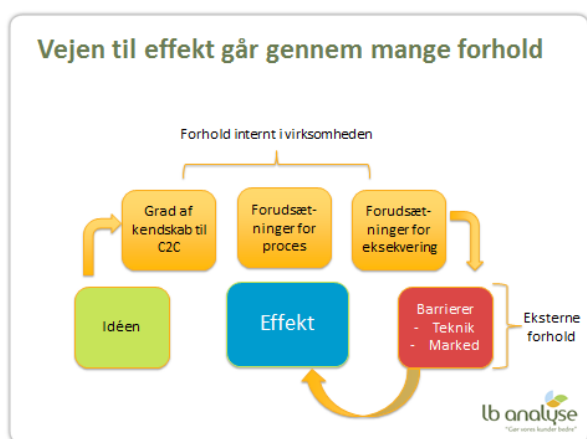 Vejen til effekt går gennem mange forhold
Forhold internt i virksomheden
Grad af
kendskab til
C2C
Forudsæt-
ninger for
proces
Forudsæt-
ninger for
eksekvering
Idéen
Effekt
Barrierer
- Teknik
- Marked
Eksterne
forhold
lb analyse
"Gør vores kunder bedre"